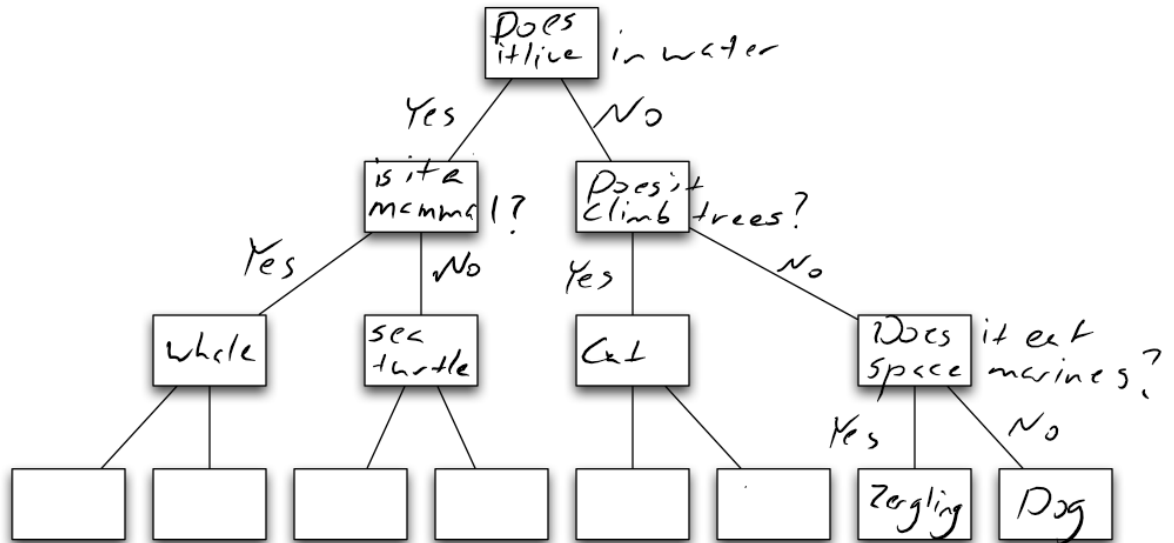 Does
it live in water
Yes
No
is it a
mammal?
Does it
climb trees?
Yes
No
Yes
No
whale
sea
turtle
Cat
Does it eat
space marines?
Yes
No
Zergling
Dog